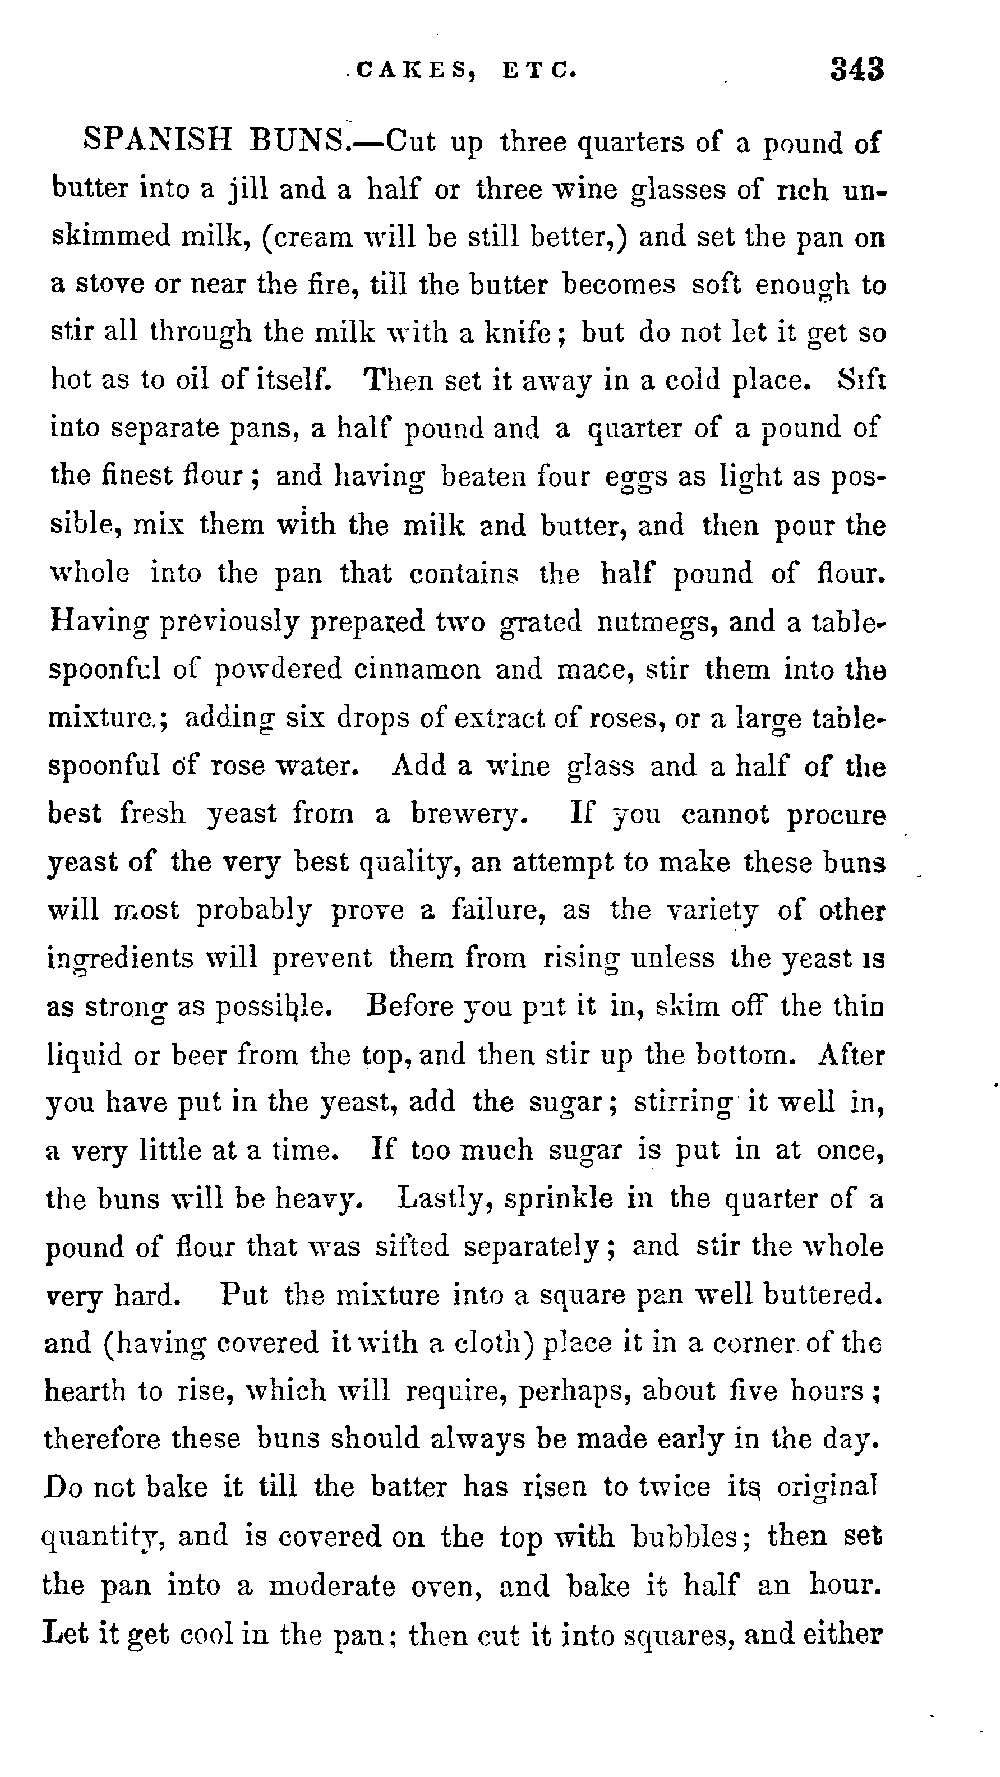 CAKES, ETC. 343
SPANISH BUNS.—Cut up three quarters of a pound of
butter into a jill and a half or three wine glasses of rich un-
skimmed milk, (cream will be still better,) and set the pan on
a stove or near the fire, till the butter becomes soft enough to
stir all through the milk with a knife; but do not let it get so
hot as to oil of itself. Then set it away in a cold place. Sift
into separate pans, a half pound and a quarter of a pound of
the finest flour; and having beaten four eggs as light as pos-
sible, mix them with the milk and butter, and then pour the
whole into the pan that contains the half pound of flour.
Having previously prepared two grated nutmegs, and a table-
spoonful of powdered cinnamon and mace, stir them into the
mixture; adding six drops of extract of roses, or a large table-
spoonful of rose water. Add a wine glass and a half of the
best fresh yeast from a brewery. If you cannot procure
yeast of the very best quality, an attempt to make these buns
will most probably prove a failure, as the variety of other
ingredients will prevent them from rising unless the yeast is
as strong as possible. Before you put it in, skim off the thin
liquid or beer from the top, and then stir up the bottom. After
you have put in the yeast, add the sugar; stirring it well in,
a very little at a time. If too much sugar is put in at once,
the buns will be heavy. Lastly, sprinkle in the quarter of a
pound of flour that was sifted separately; and stir the whole
very hard. Put the mixture into a square pan well buttered.
and (having covered it with a cloth) place it in a corner of the
hearth to rise, which will require, perhaps, about five hours;
therefore these buns should always be made early in the day.
Do not bake it till the batter has risen to twice its original
quantity, and is covered on the top with bubbles; then set
the pan into a moderate oven, and bake it half an hour.
Let it get cool in the pan; then cut it into squares, and either